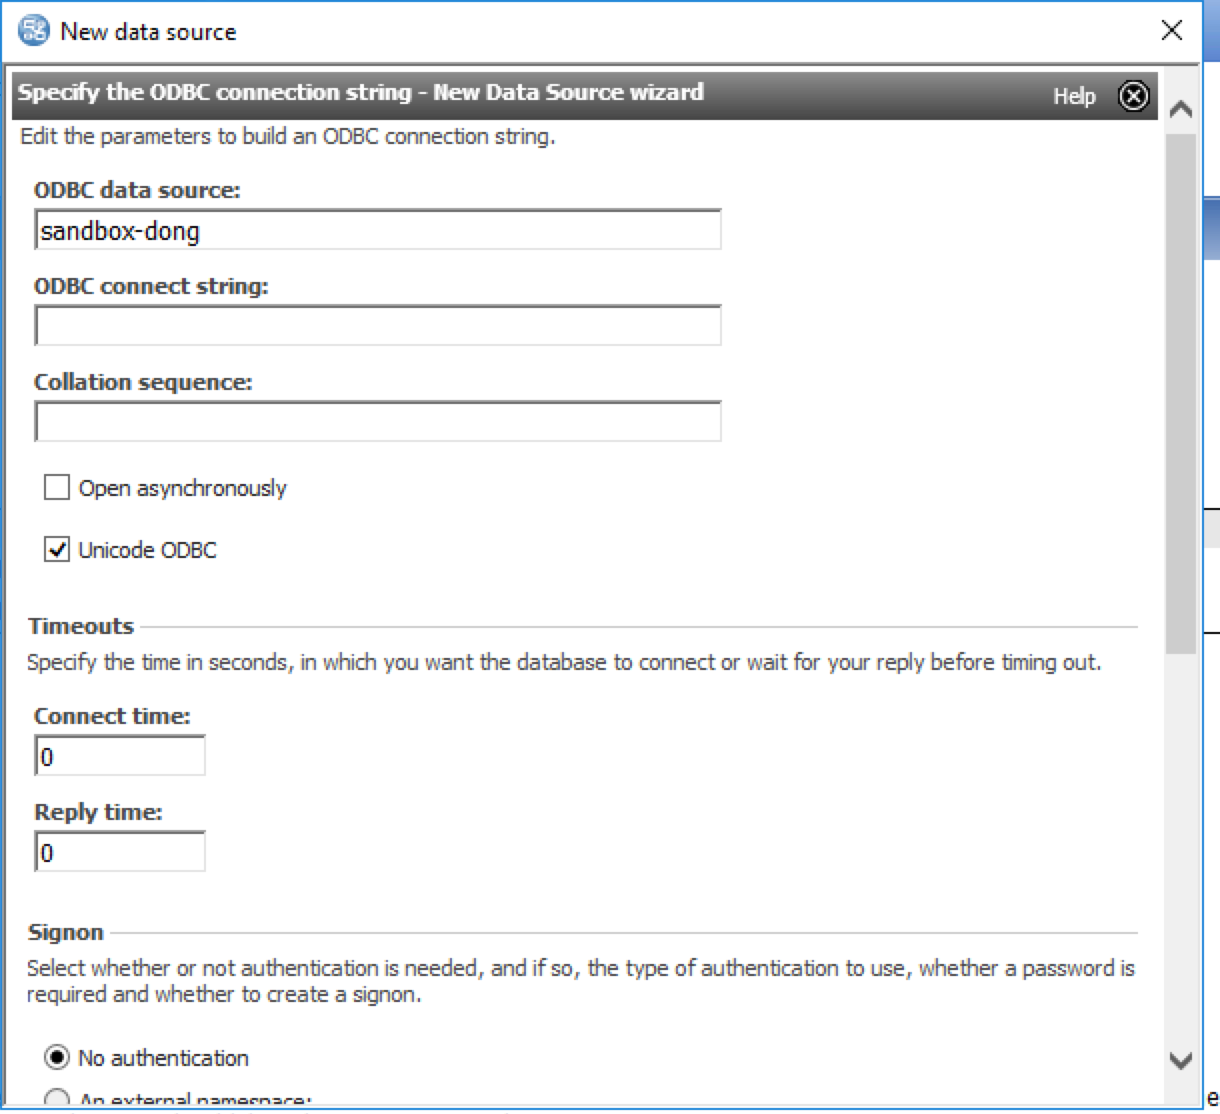 New data source
Specify the ODBC connection string - New Data Source wizard
Help
Edit the parameters to build an ODBC connection string.
ODBC data source:
sandbox-dong
ODBC connect string:
Collation sequence:
Open asynchronously
Unicode ODBC
Timeouts
Specify the time in seconds, in which you want the database to connect or wait for your reply before timing out.
Connect time:
0
Reply time:
0
Signon
Select whether or not authentication is needed, and if so, the type of authentication to use, whether a password is
required and whether to create a signon.
No authentication
An external namespace:
e